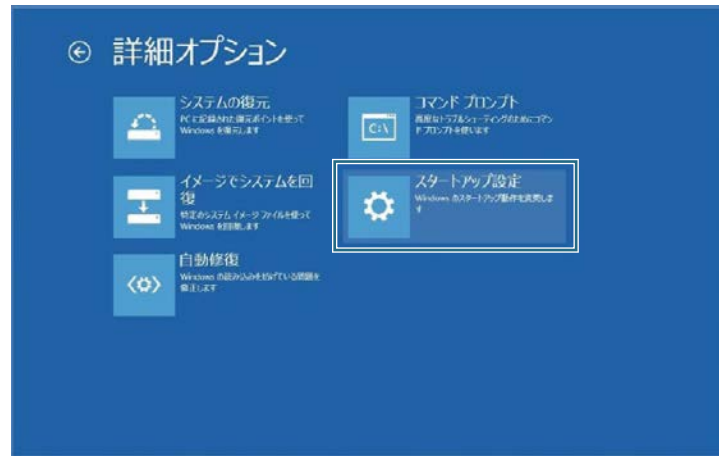 詳細オプション
システムの復元
PC に記録された復元ポイントを使って
Windows を復元します
コマンド プロンプト
高度なトラブルシューティングのためにコマン
ド プロンプトを使います
C:\
イメージでシステムを回
復
特定のシステム イメージ ファイルを使って
Windows を回復します
スタートアップ設定
Windows のスタートアップ動作を変更しま
す
自動修復
Windows の読み込みを妨げている問題を
修正します